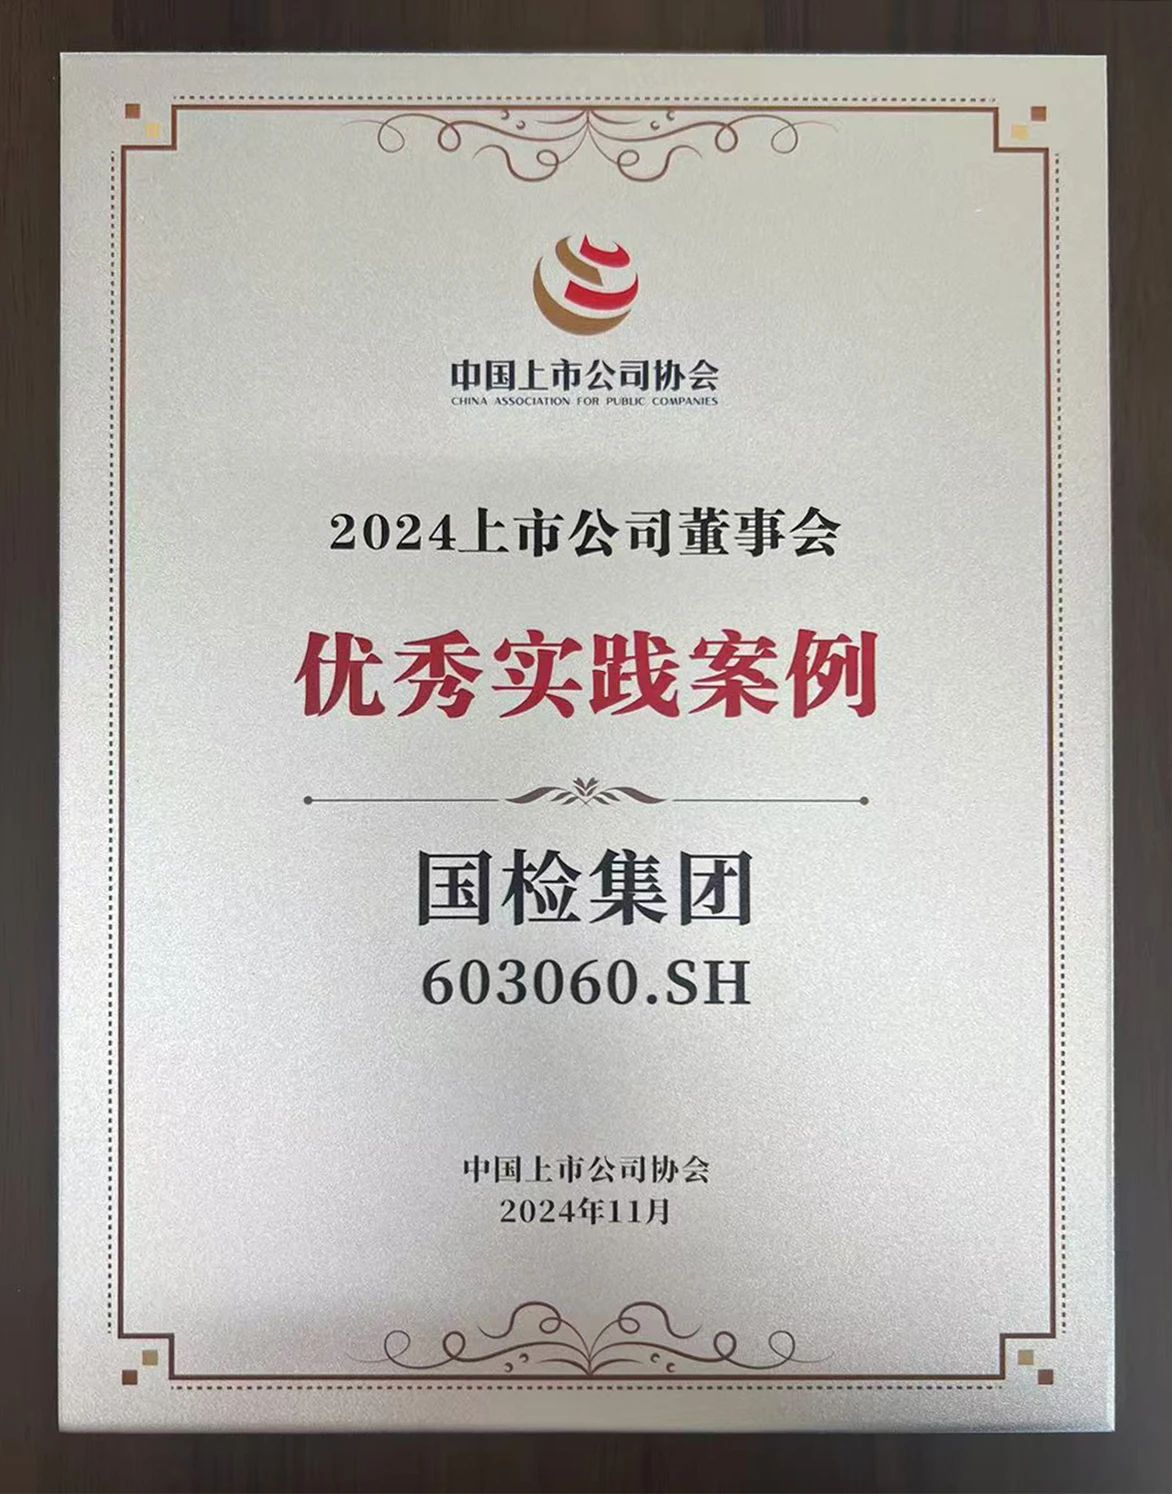 中国上市公司协会
CHINA ASSOCIATION FOR PUBLIC COMPANIES
2024上市公司董事会
优秀实践案例
国检集团
603060.SH
中国上市公司协会
2024年11月